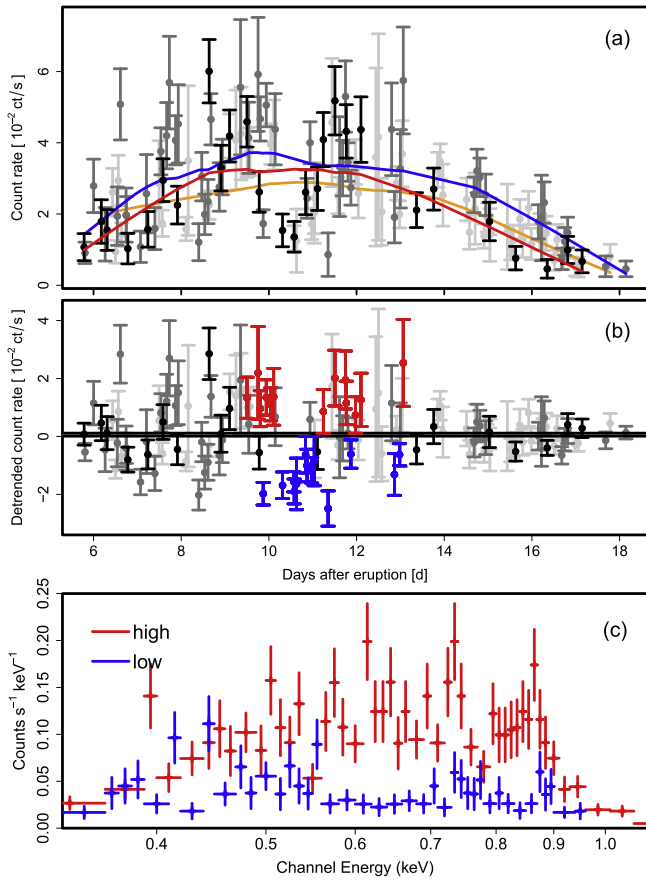 (a)
Count rate [ 10⁻² ct/s ]
6
4
2
0
(b)
Detrended count rate [ 10⁻² ct/s ]
4
2
0
-2
6 8 10 12 14 16 18
Days after eruption [d]
(c)
high
low
Counts s⁻¹ keV⁻¹
0.25
0.20
0.15
0.10
0.05
0.00
0.4 0.5 0.6 0.7 0.8 0.9 1.0
Channel Energy (keV)